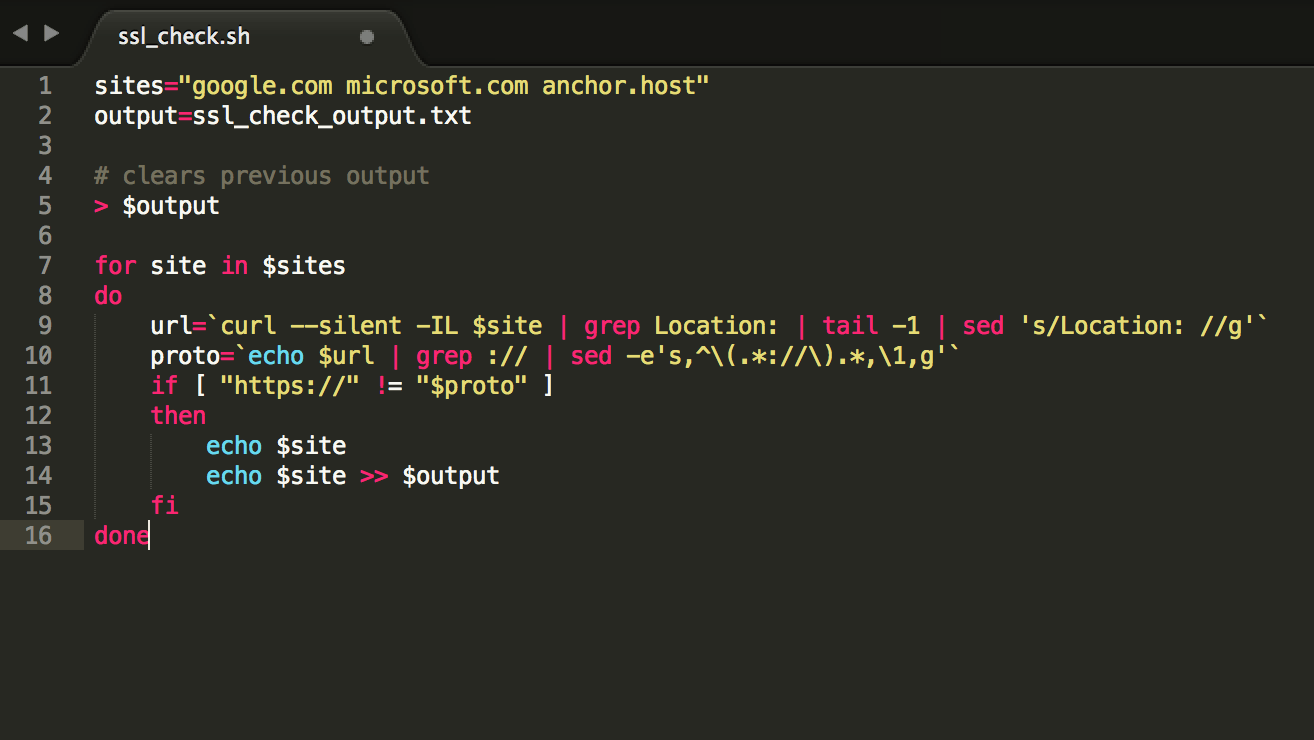 ssl_check.sh
1 sites="google.com microsoft.com anchor.host"
2 output=ssl_check_output.txt
3
4 # clears previous output
5 > $output
6
7 for site in $sites
8 do
9     url=`curl --silent -IL $site | grep Location: | tail -1 | sed 's/Location: //g'`
10     proto=`echo $url | grep :// | sed -e's,^\(.*://\).*,\1,g'`
11     if [ "https://" != "$proto" ]
12     then
13         echo $site
14         echo $site >> $output
15     fi
16 done